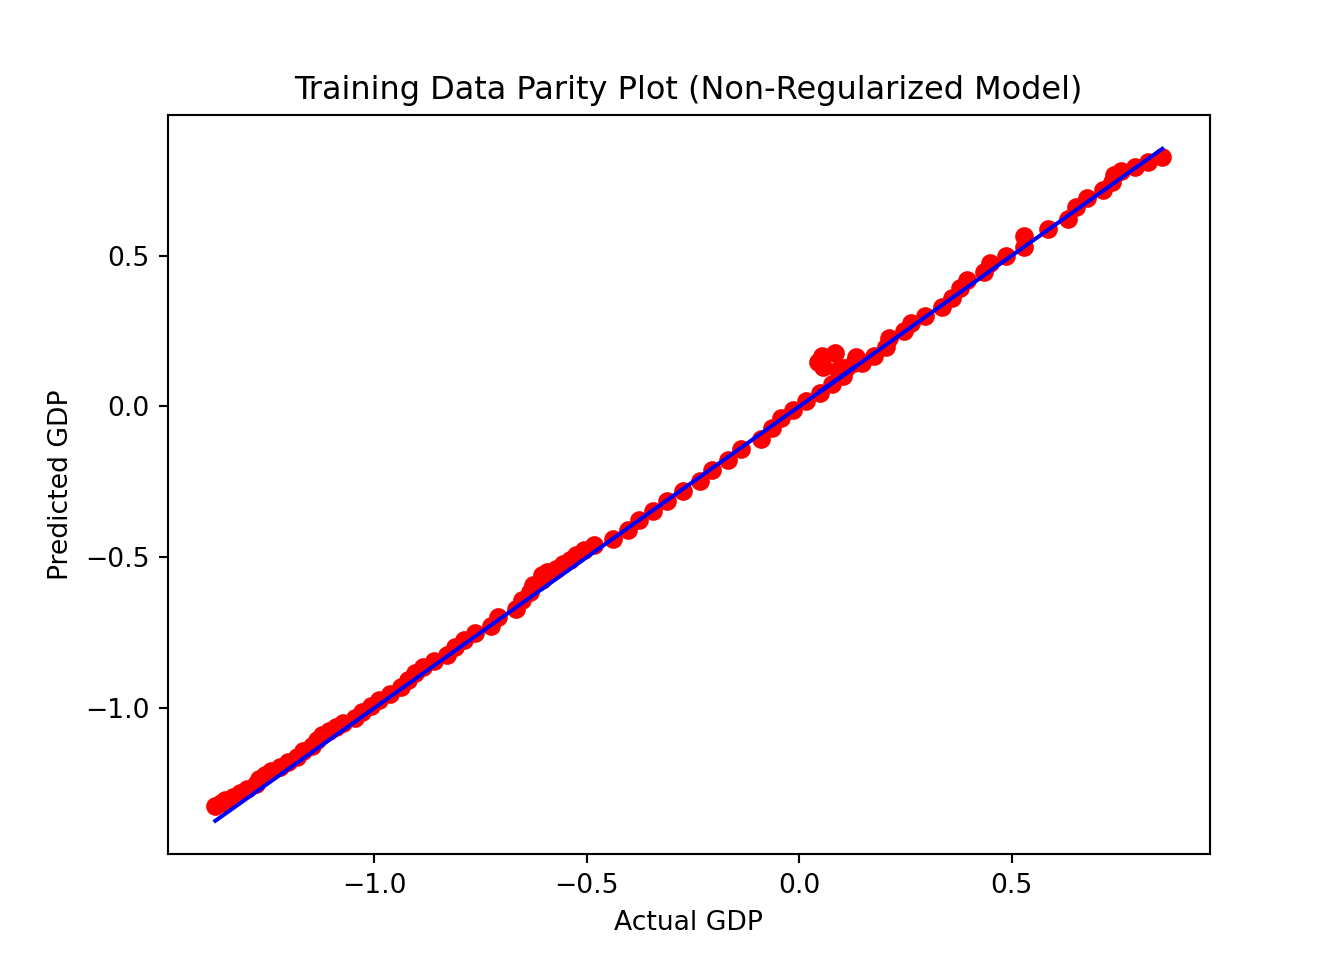 Training Data Parity Plot (Non-Regularized Model)
0.5
0.0
−0.5
−1.0
Predicted GDP
−1.0 −0.5 0.0 0.5
Actual GDP